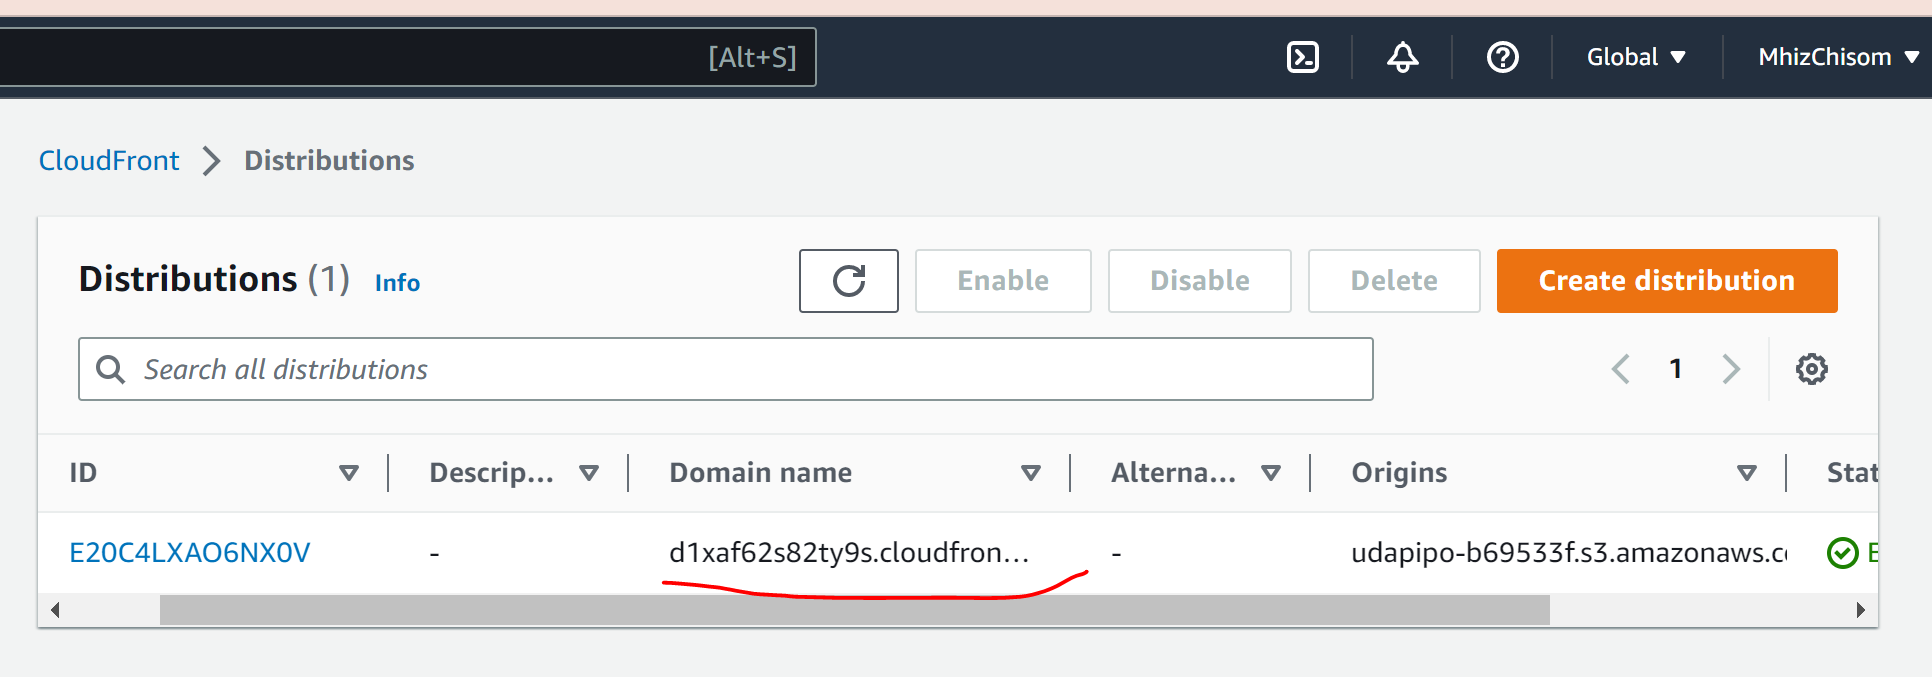 [Alt+S] Global MhizChisom
CloudFront Distributions
Distributions (1) Info Enable Disable Delete Create distribution
Search all distributions 1
ID Descrip... Domain name Alterna... Origins Stat
E20C4LXAO6NX0V - d1xaf62s82ty9s.cloudfron... - udapipo-b69533f.s3.amazonaws.c E